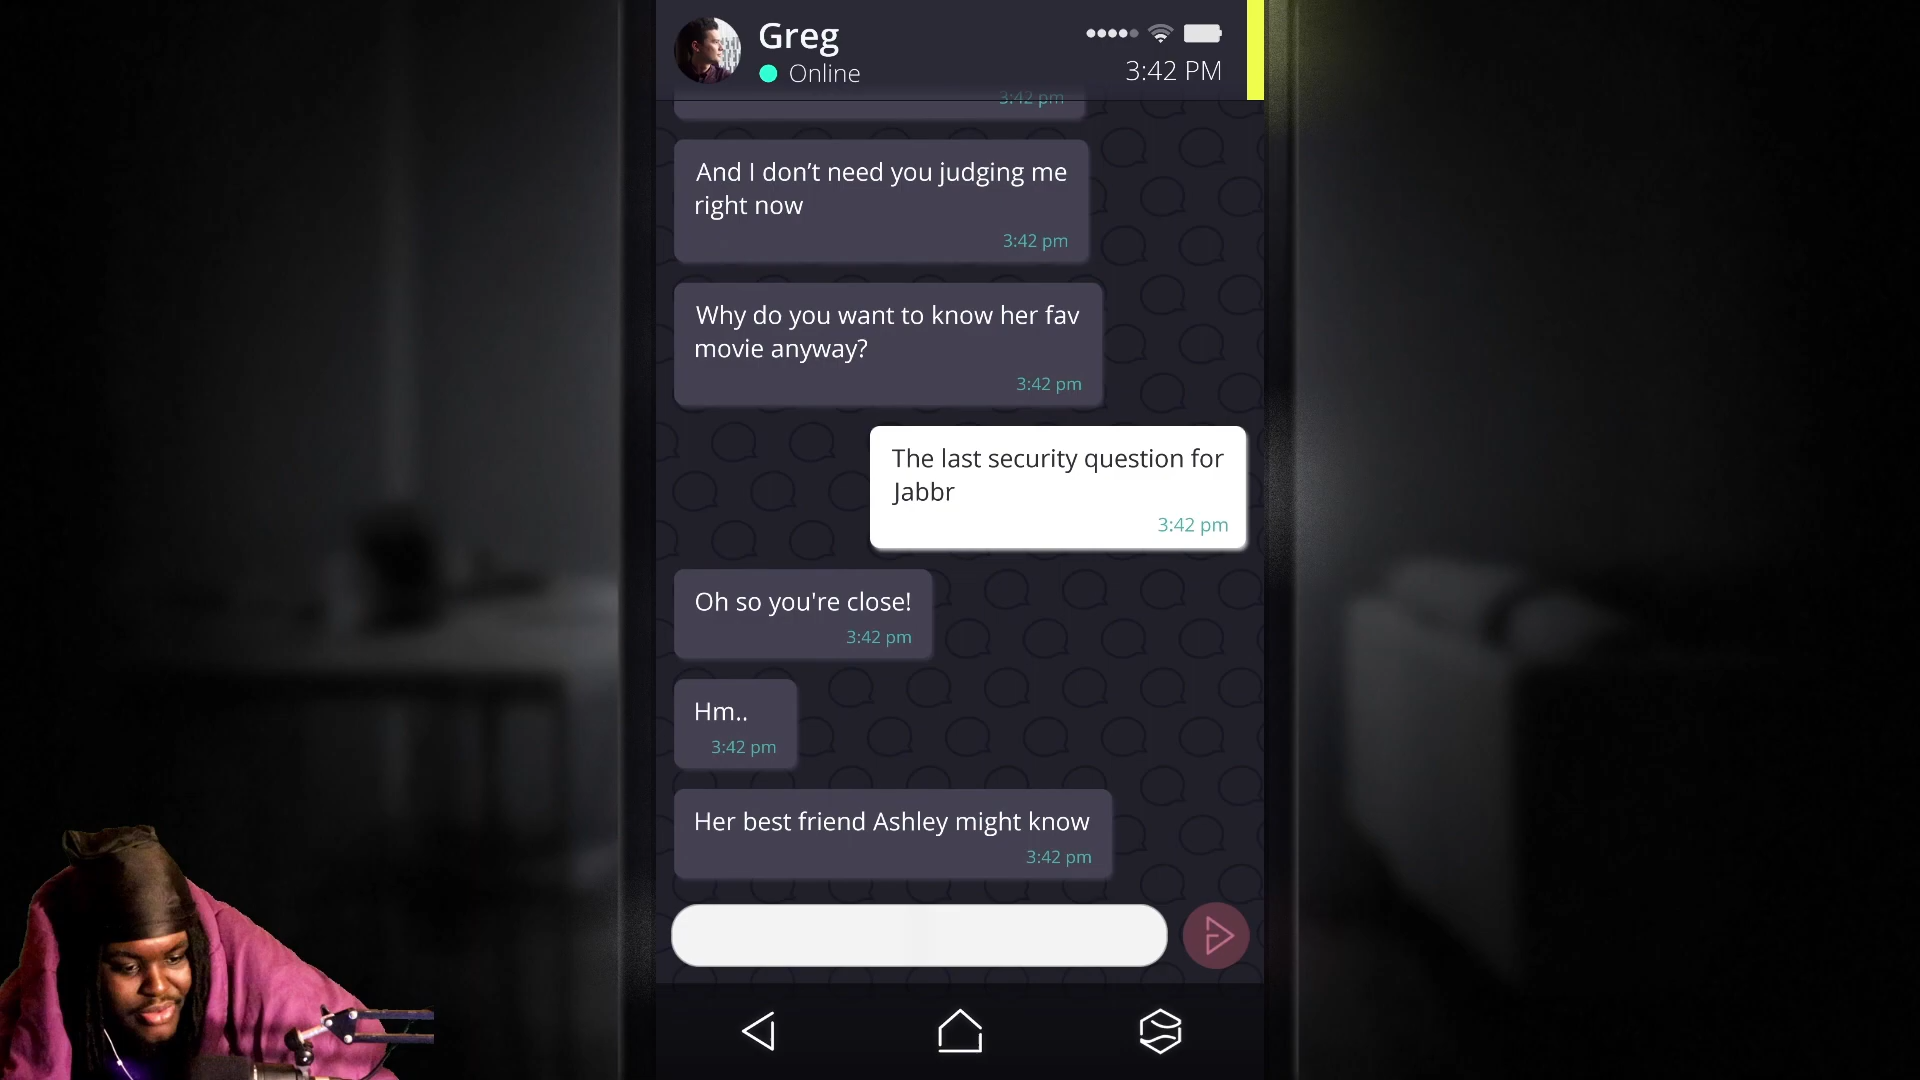 Greg
Online
3:42 PM
3:42 pm
And I don’t need you judging me
right now
3:42 pm
Why do you want to know her fav
movie anyway?
3:42 pm
The last security question for
Jabbr
3:42 pm
Oh so you're close!
3:42 pm
Hm..
3:42 pm
Her best friend Ashley might know
3:42 pm